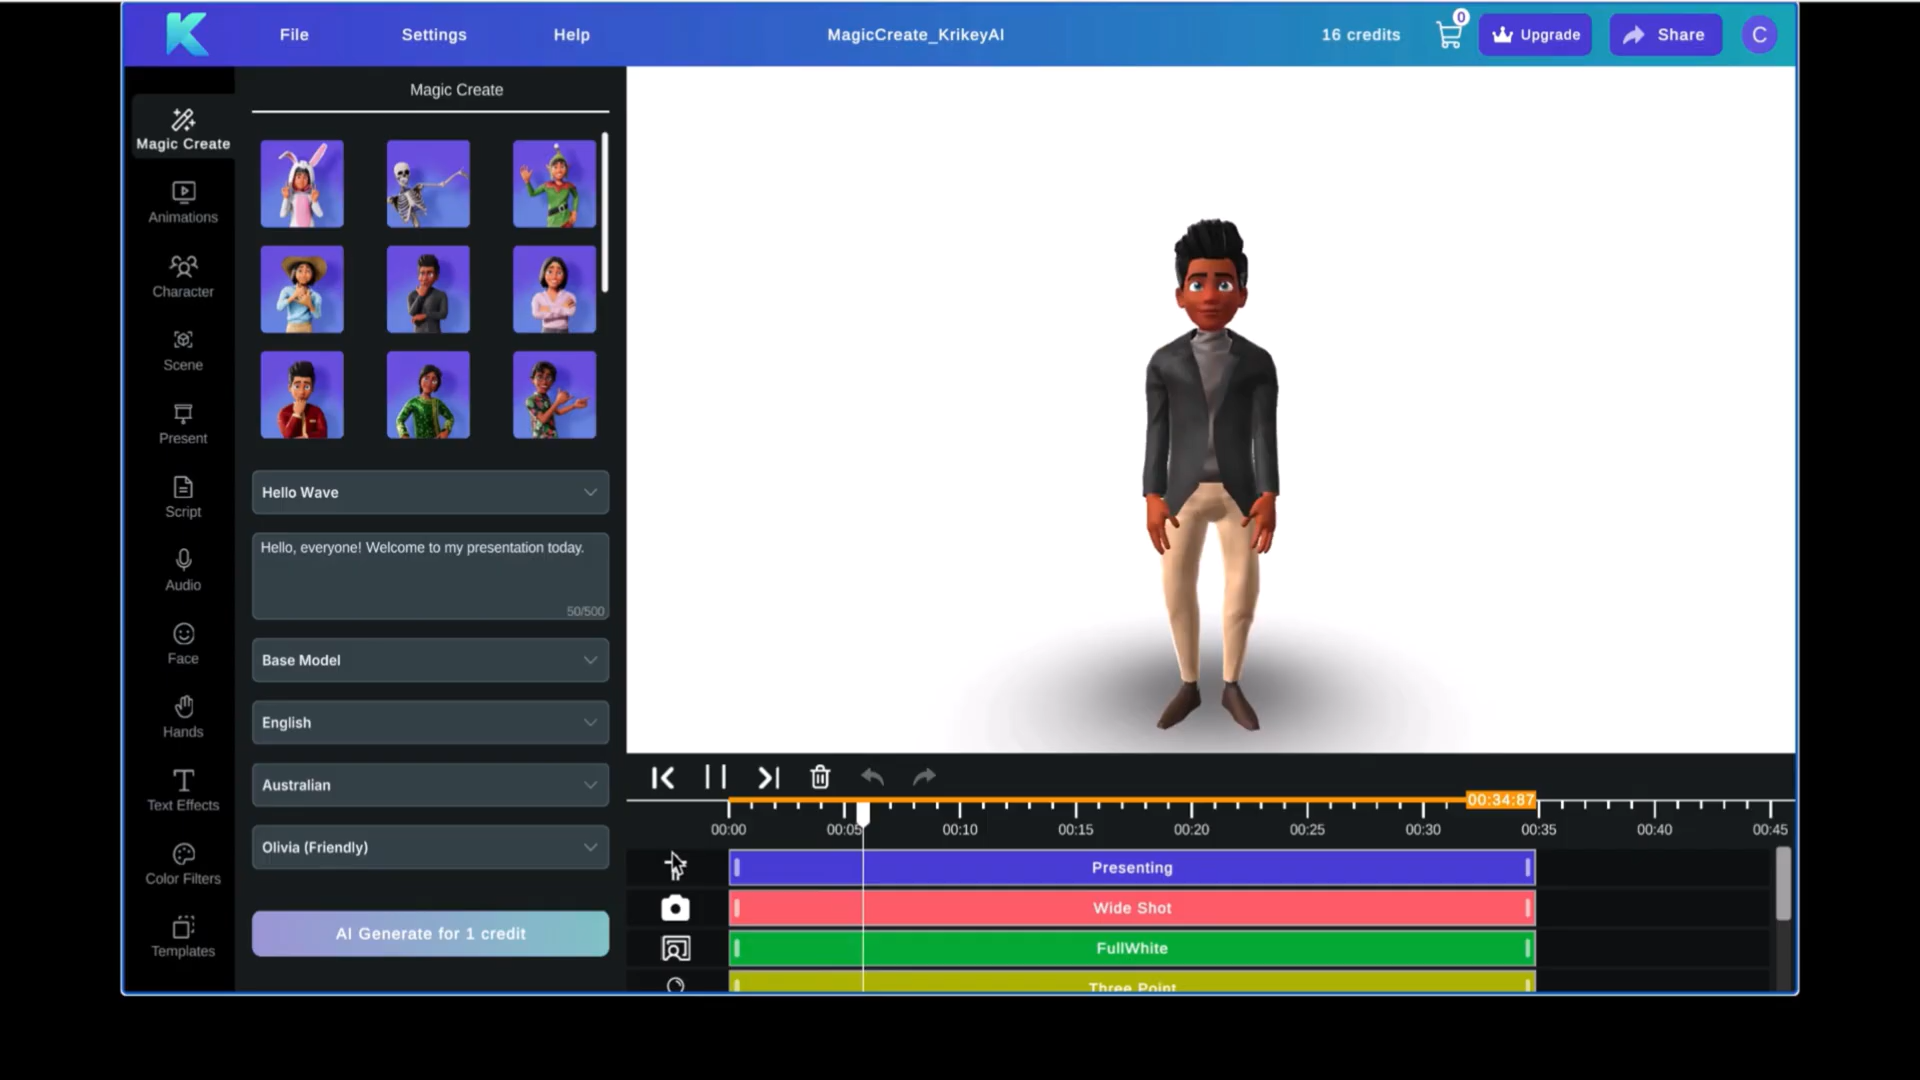 File
Settings
Help
MagicCreate_KrikeyAI
16 credits
0
Upgrade
Share
C
Magic Create
Animations
Character
Scene
Present
Script
Audio
Face
Hands
Text Effects
Color Filters
Templates
Magic Create
Hello Wave
Hello, everyone! Welcome to my presentation today.
50/500
Base Model
English
Australian
Olivia (Friendly)
AI Generate for 1 credit
00:34:87
00:00
00:05
00:10
00:15
00:20
00:25
00:30
00:35
00:40
00:45
Presenting
Wide Shot
FullWhite
Three Point